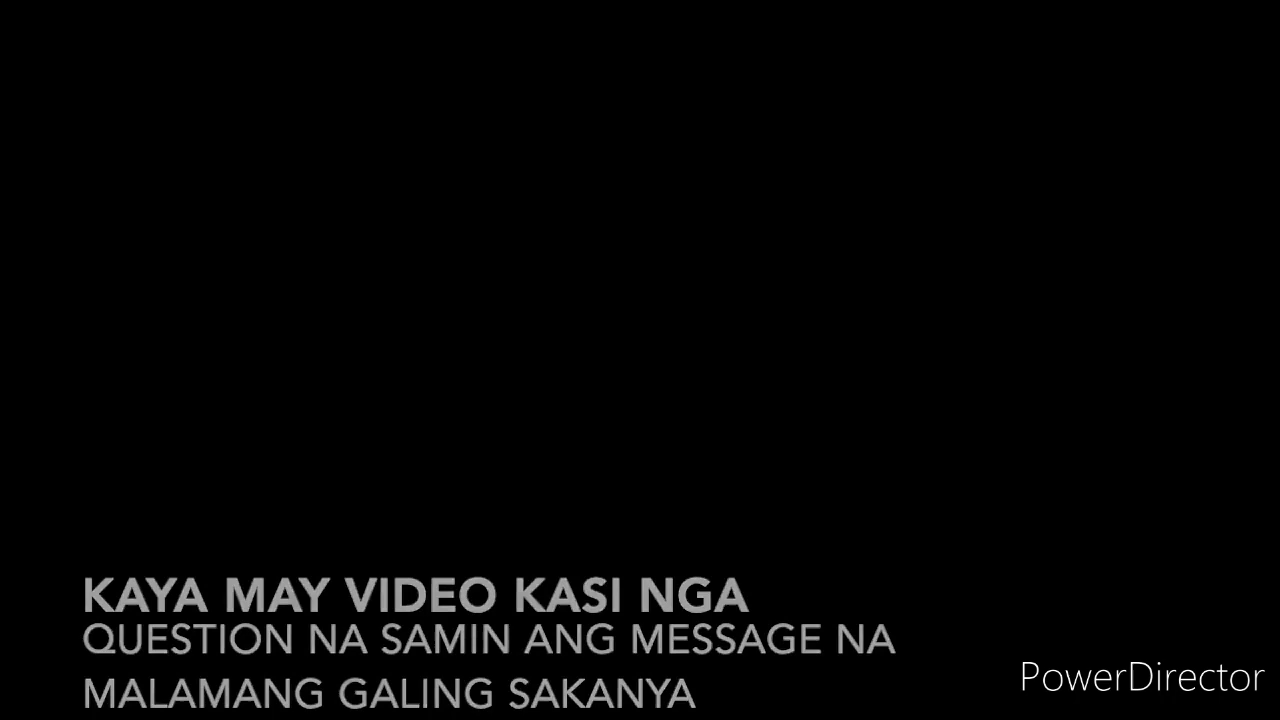 KAYA MAY VIDEO KASI NGA
QUESTION NA SAMIN ANG MESSAGE NA
MALAMANG GALING SAKANYA
PowerDirector